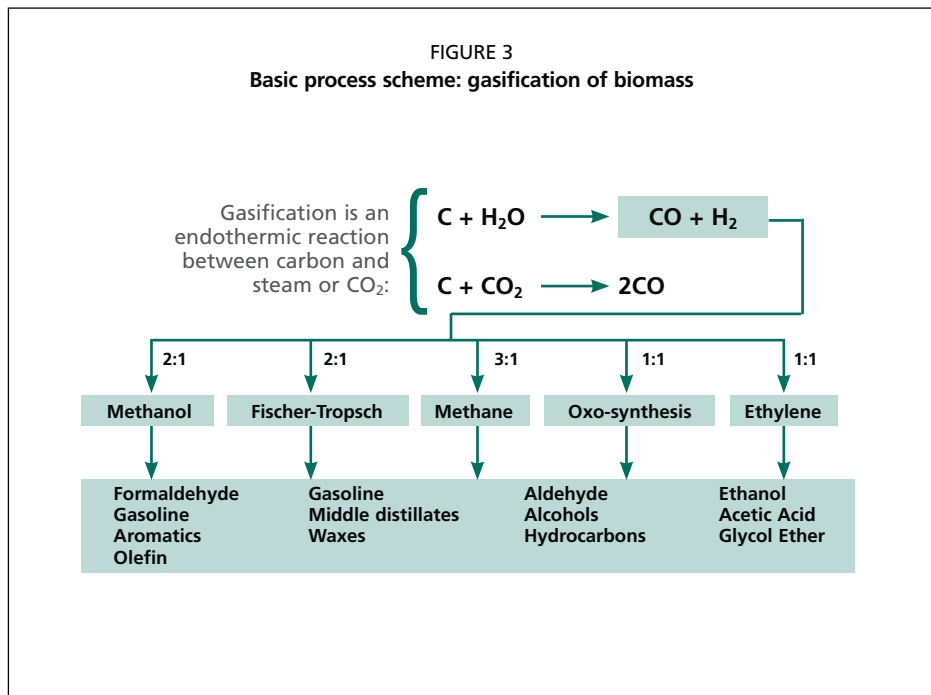 FIGURE 3
Basic process scheme: gasification of biomass
Gasification is an
endothermic reaction
between carbon and
steam or CO₂:
C + H₂O
CO + H₂
C + CO₂
2CO
2:1
2:1
3:1
1:1
1:1
Methanol
Fischer-Tropsch
Methane
Oxo-synthesis
Ethylene
Formaldehyde
Gasoline
Aromatics
Olefin
Gasoline
Middle distillates
Waxes
Aldehyde
Alcohols
Hydrocarbons
Ethanol
Acetic Acid
Glycol Ether